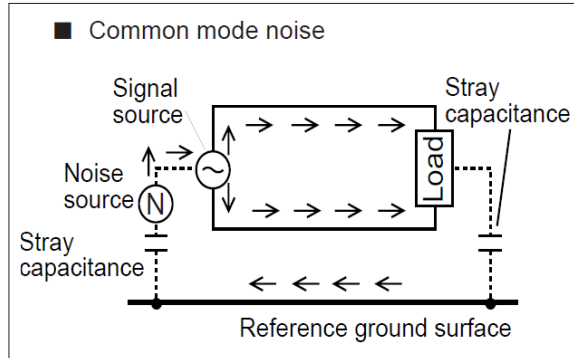 ■ Common mode noise
Signal
source
Stray
capacitance
Noise
source
N
Load
Stray
capacitance
Reference ground surface